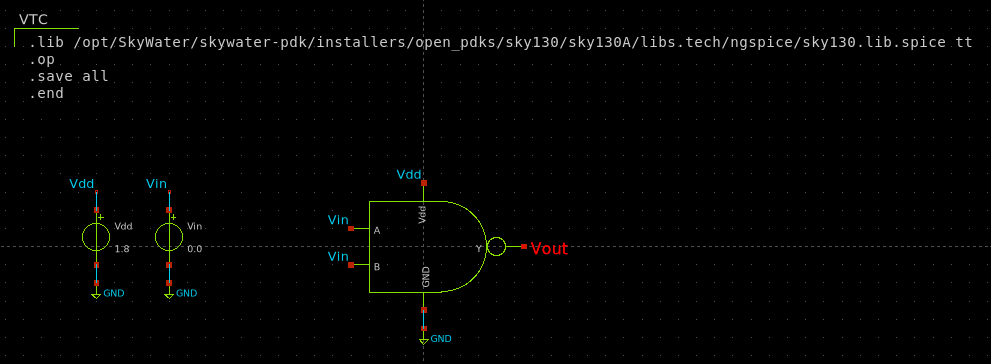 VTC
.lib /opt/SkyWater/skywater-pdk/installers/open_pdks/sky130/sky130A/libs.tech/ngspice/sky130.lib.spice tt
.op
.save all
.end
Vdd
Vin
+
Vdd
1.8
GND
+
Vin
0.0
GND
Vdd
Vdd
Vin
A
Vin
B
Y
Vout
GND
GND